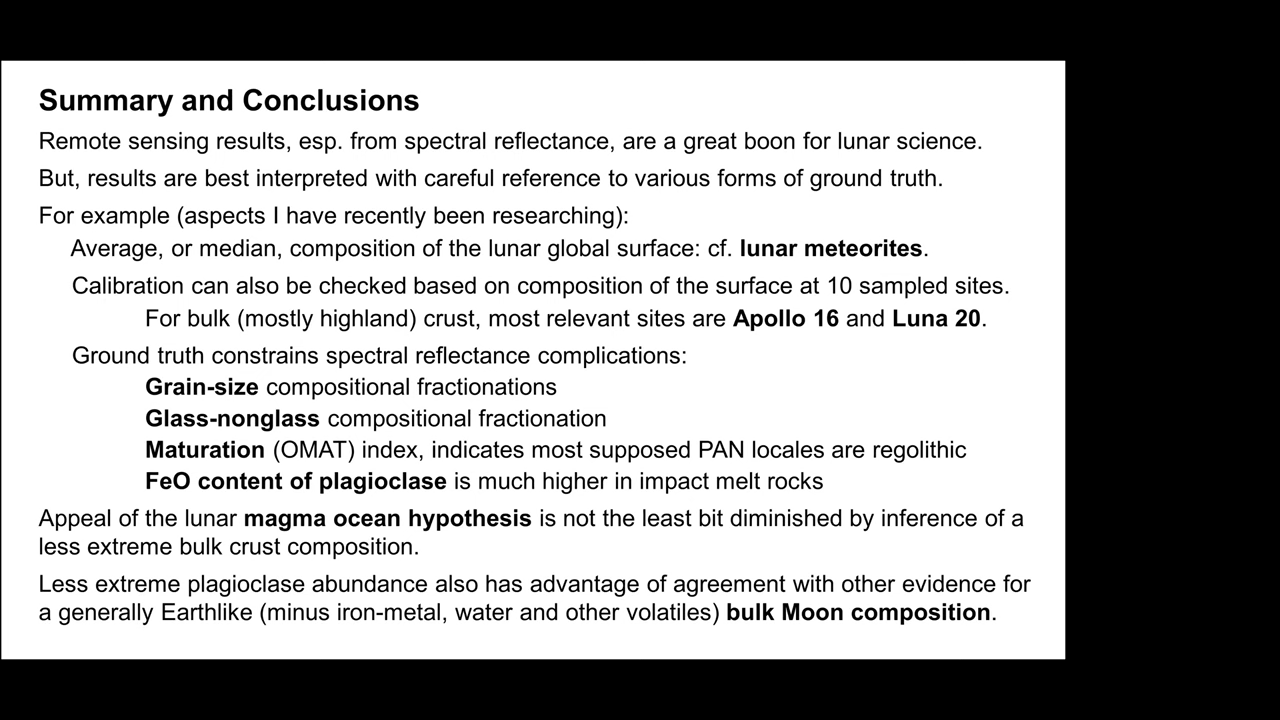 Summary and Conclusions
Remote sensing results, esp. from spectral reflectance, are a great boon for lunar science.
But, results are best interpreted with careful reference to various forms of ground truth.
For example (aspects I have recently been researching):
Average, or median, composition of the lunar global surface: cf. lunar meteorites.
Calibration can also be checked based on composition of the surface at 10 sampled sites.
For bulk (mostly highland) crust, most relevant sites are Apollo 16 and Luna 20.
Ground truth constrains spectral reflectance complications:
Grain-size compositional fractionations
Glass-nonglass compositional fractionation
Maturation (OMAT) index, indicates most supposed PAN locales are regolithic
FeO content of plagioclase is much higher in impact melt rocks
Appeal of the lunar magma ocean hypothesis is not the least bit diminished by inference of a
less extreme bulk crust composition.
Less extreme plagioclase abundance also has advantage of agreement with other evidence for
a generally Earthlike (minus iron-metal, water and other volatiles) bulk Moon composition.